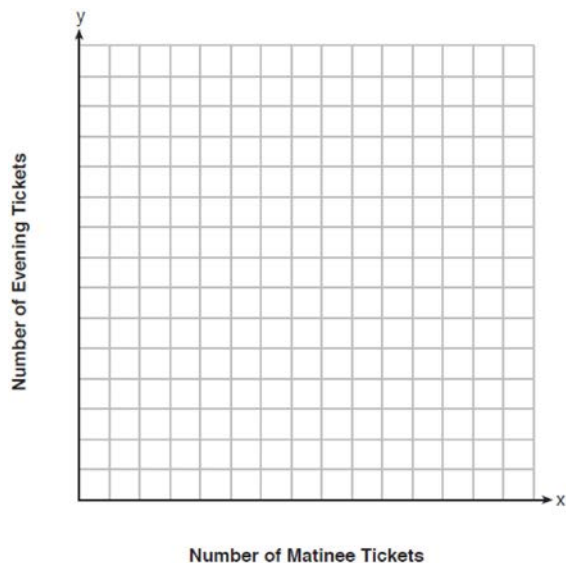 y
Number of Evening Tickets
x
Number of Matinee Tickets